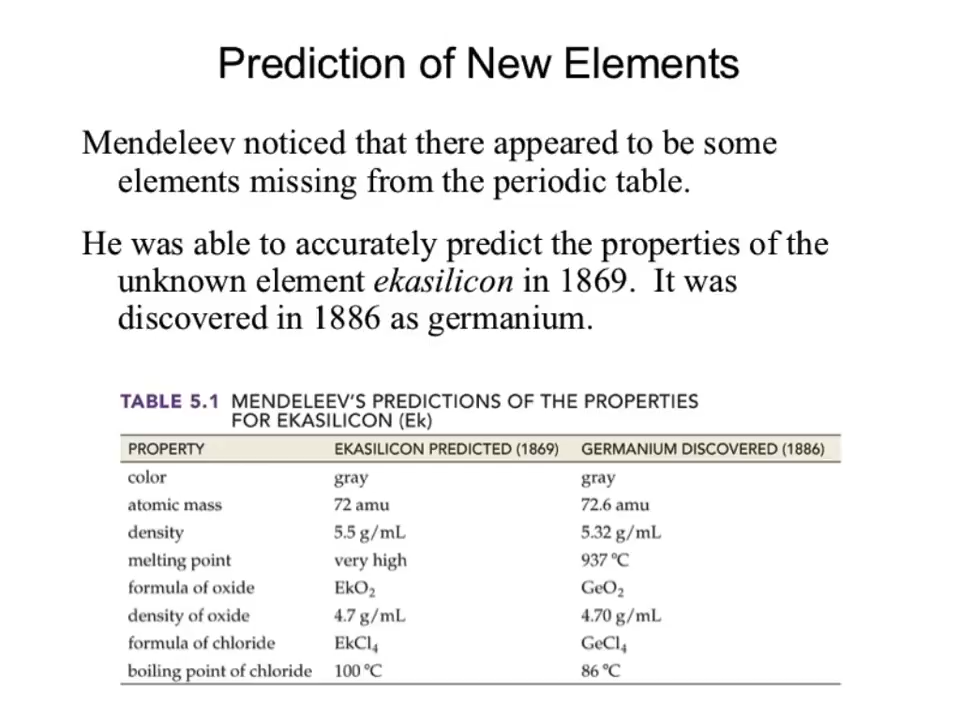 Prediction of New Elements
Mendeleev noticed that there appeared to be some
elements missing from the periodic table.
He was able to accurately predict the properties of the
unknown element ekasilicon in 1869. It was
discovered in 1886 as germanium.
TABLE 5.1 MENDELEEV'S PREDICTIONS OF THE PROPERTIES
FOR EKASILICON (Ek)
PROPERTY EKASILICON PREDICTED (1869) GERMANIUM DISCOVERED (1886)
color gray gray
atomic mass 72 amu 72.6 amu
density 5.5 g/mL 5.32 g/mL
melting point very high 937 °C
formula of oxide EkO₂ GeO₂
density of oxide 4.7 g/mL 4.70 g/mL
formula of chloride EkCl₄ GeCl₄
boiling point of chloride 100 °C 86 °C